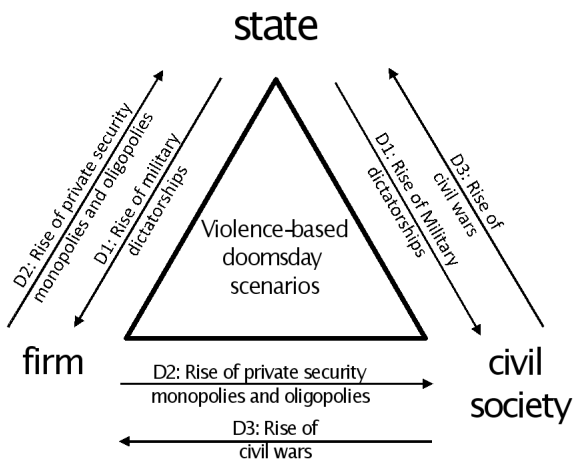 state
D2: Rise of private security
monopolies and oligopolies
D1: Rise of military
dictatorships
D1: Rise of Military
dictatorships
D3: Rise of
civil wars
Violence-based
doomsday
scenarios
firm
civil
society
D2: Rise of private security
monopolies and oligopolies
D3: Rise of
civil wars